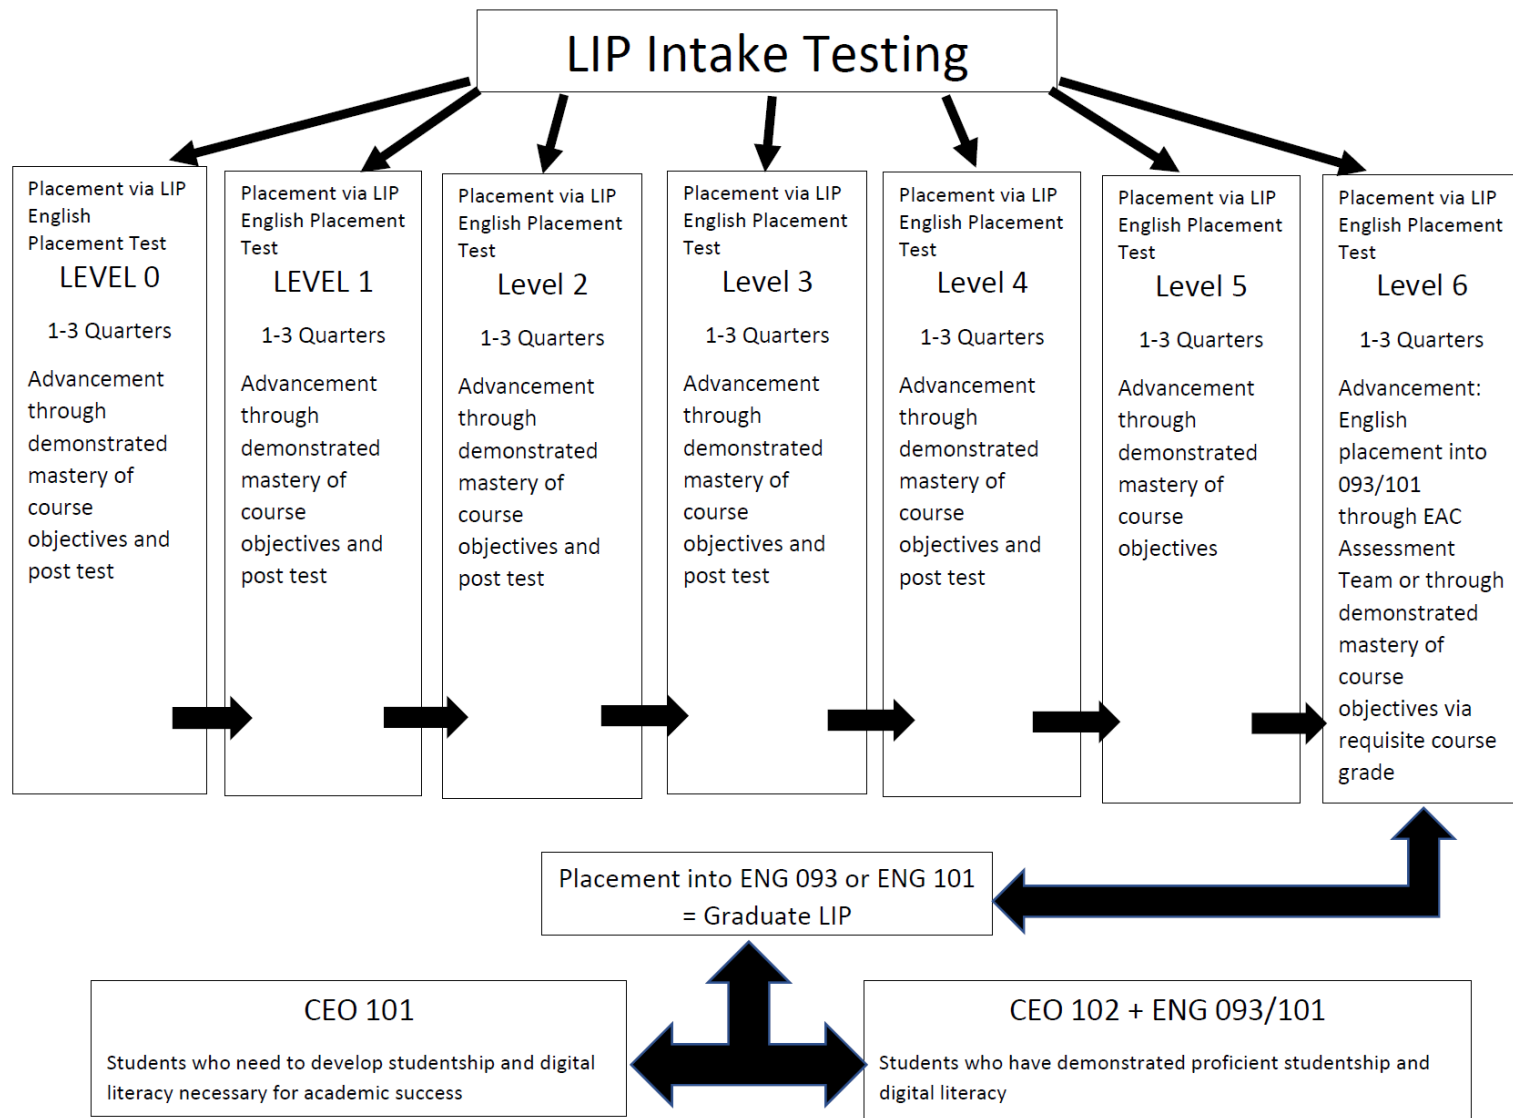 LIP Intake Testing
Placement via LIP
English
Placement Test
LEVEL 0
1-3 Quarters
Advancement
through
demonstrated
mastery of
course
objectives and
post test
Placement via LIP
English Placement
Test
LEVEL 1
1-3 Quarters
Advancement
through
demonstrated
mastery of
course
objectives and
post test
Placement via LIP
English Placement
Test
Level 2
1-3 Quarters
Advancement
through
demonstrated
mastery of
course
objectives and
post test
Placement via LIP
English Placement
Test
Level 3
1-3 Quarters
Advancement
through
demonstrated
mastery of
course
objectives and
post test
Placement via LIP
English Placement
Test
Level 4
1-3 Quarters
Advancement
through
demonstrated
mastery of
course
objectives and
post test
Placement via LIP
English Placement
Test
Level 5
1-3 Quarters
Advancement
through
demonstrated
mastery of
course
objectives
Placement via LIP
English Placement
Test
Level 6
1-3 Quarters
Advancement:
English
placement into
093/101
through EAC
Assessment
Team or through
demonstrated
mastery of
course
objectives via
requisite course
grade
Placement into ENG 093 or ENG 101
= Graduate LIP
CEO 101
Students who need to develop studentship and digital
literacy necessary for academic success
CEO 102 + ENG 093/101
Students who have demonstrated proficient studentship and
digital literacy